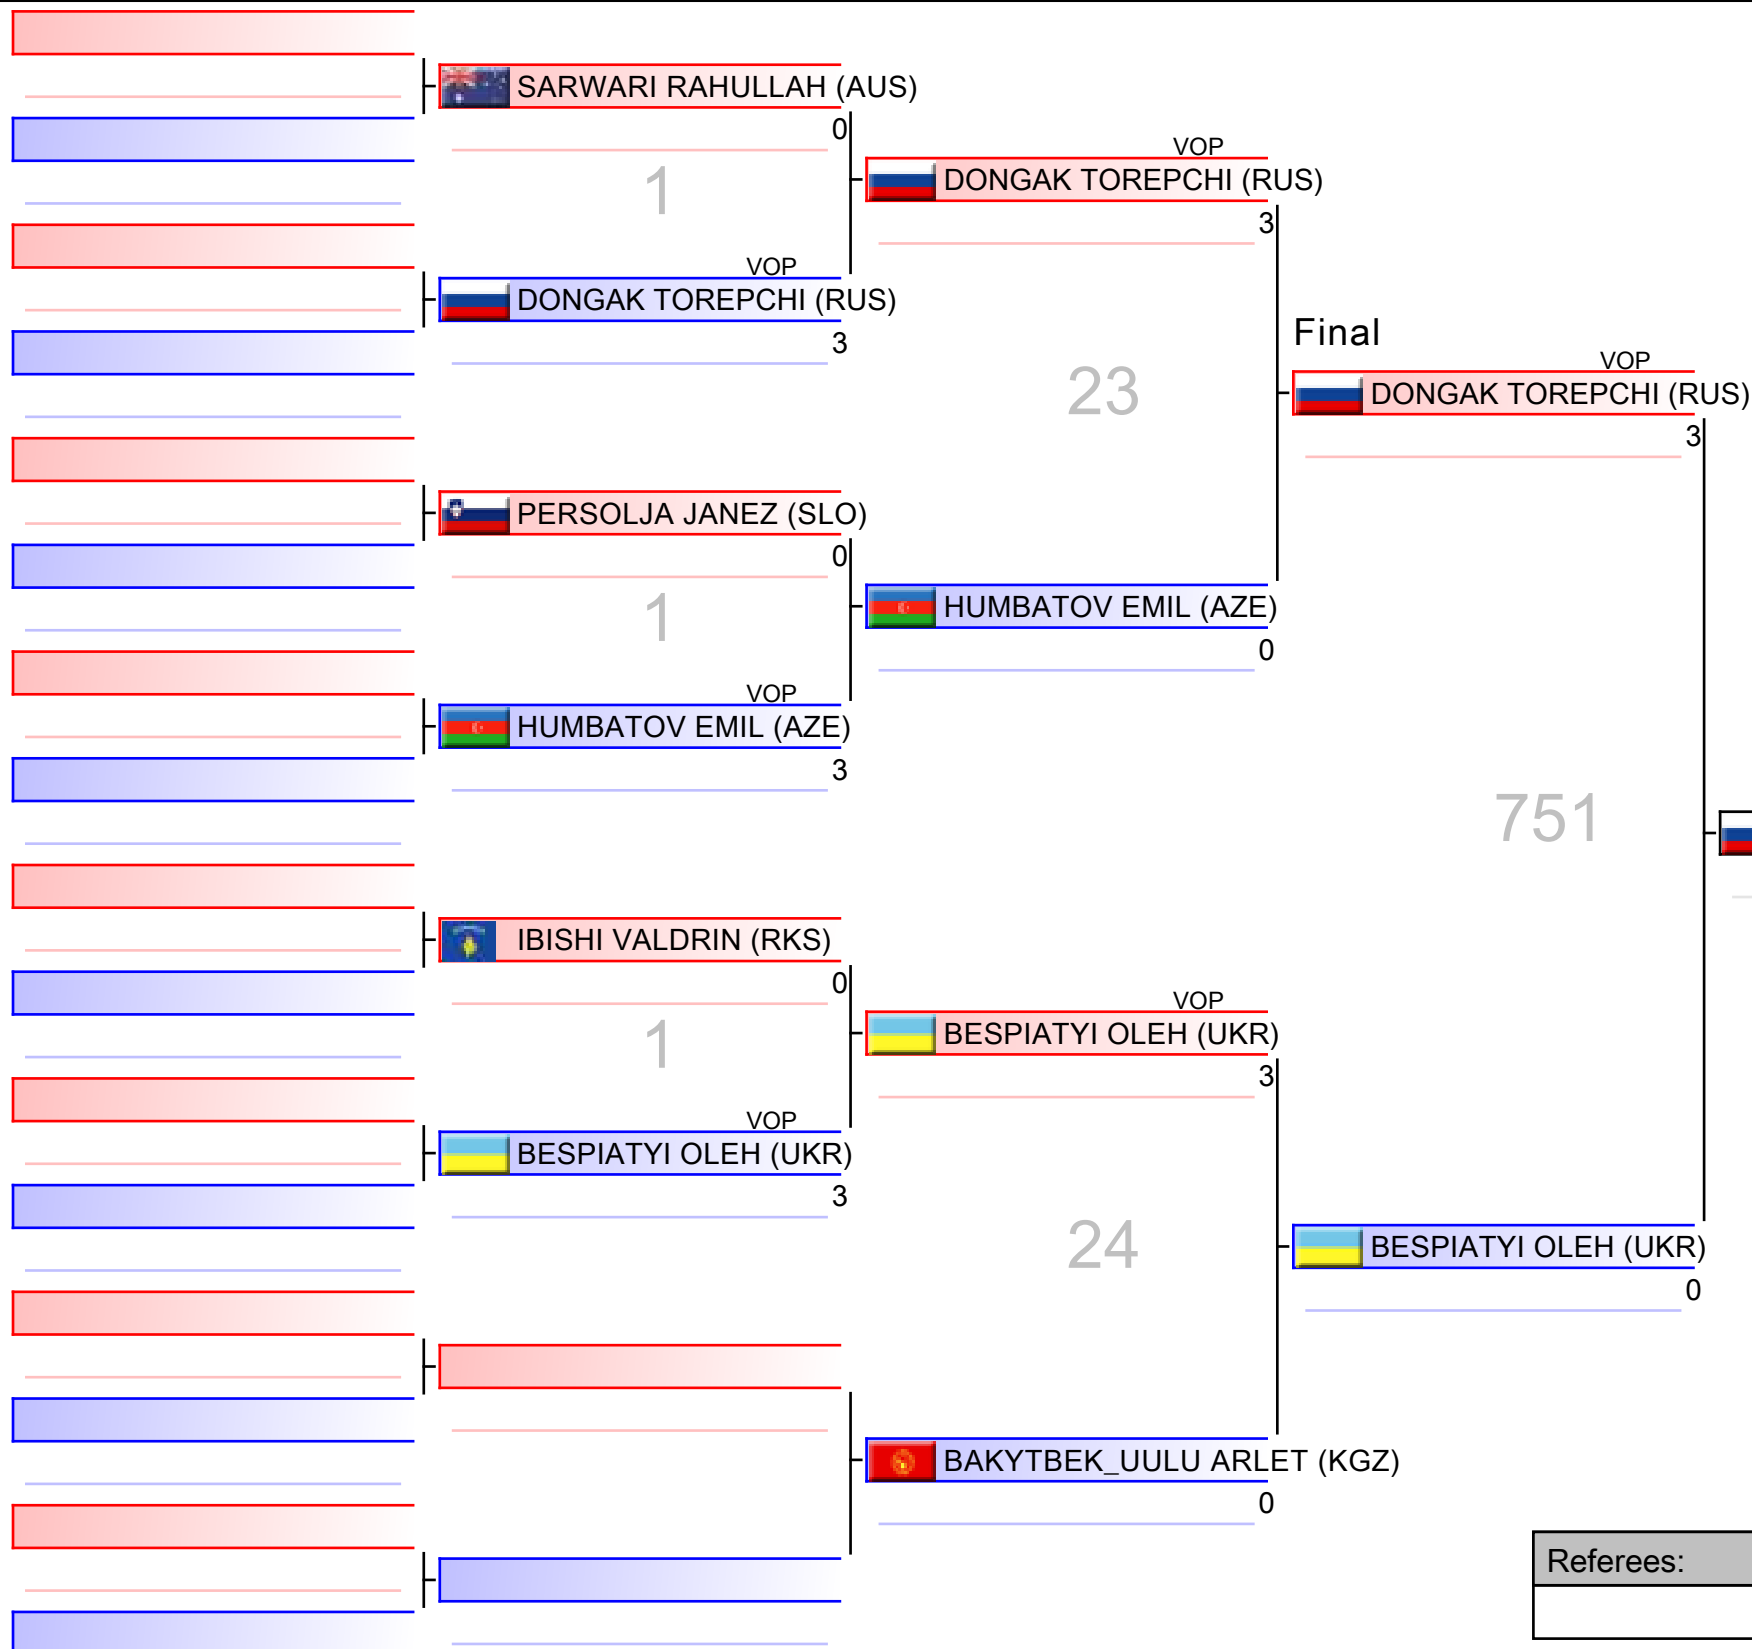 SARWARI RAHULLAH (AUS)
0
1
VOP
DONGAK TOREPCHI (RUS)
3
PERSOLJA JANEZ (SLO)
0
1
VOP
HUMBATOV EMIL (AZE)
3
IBISHI VALDRIN (RKS)
0
1
VOP
BESPIATYI OLEH (UKR)
3
VOP
DONGAK TOREPCHI (RUS)
3
23
HUMBATOV EMIL (AZE)
0
VOP
BESPIATYI OLEH (UKR)
3
24
BAKYTBEK_UULU ARLET (KGZ)
0
Final
VOP
DONGAK TOREPCHI (RUS)
3
751
BESPIATYI OLEH (UKR)
0
Referees: